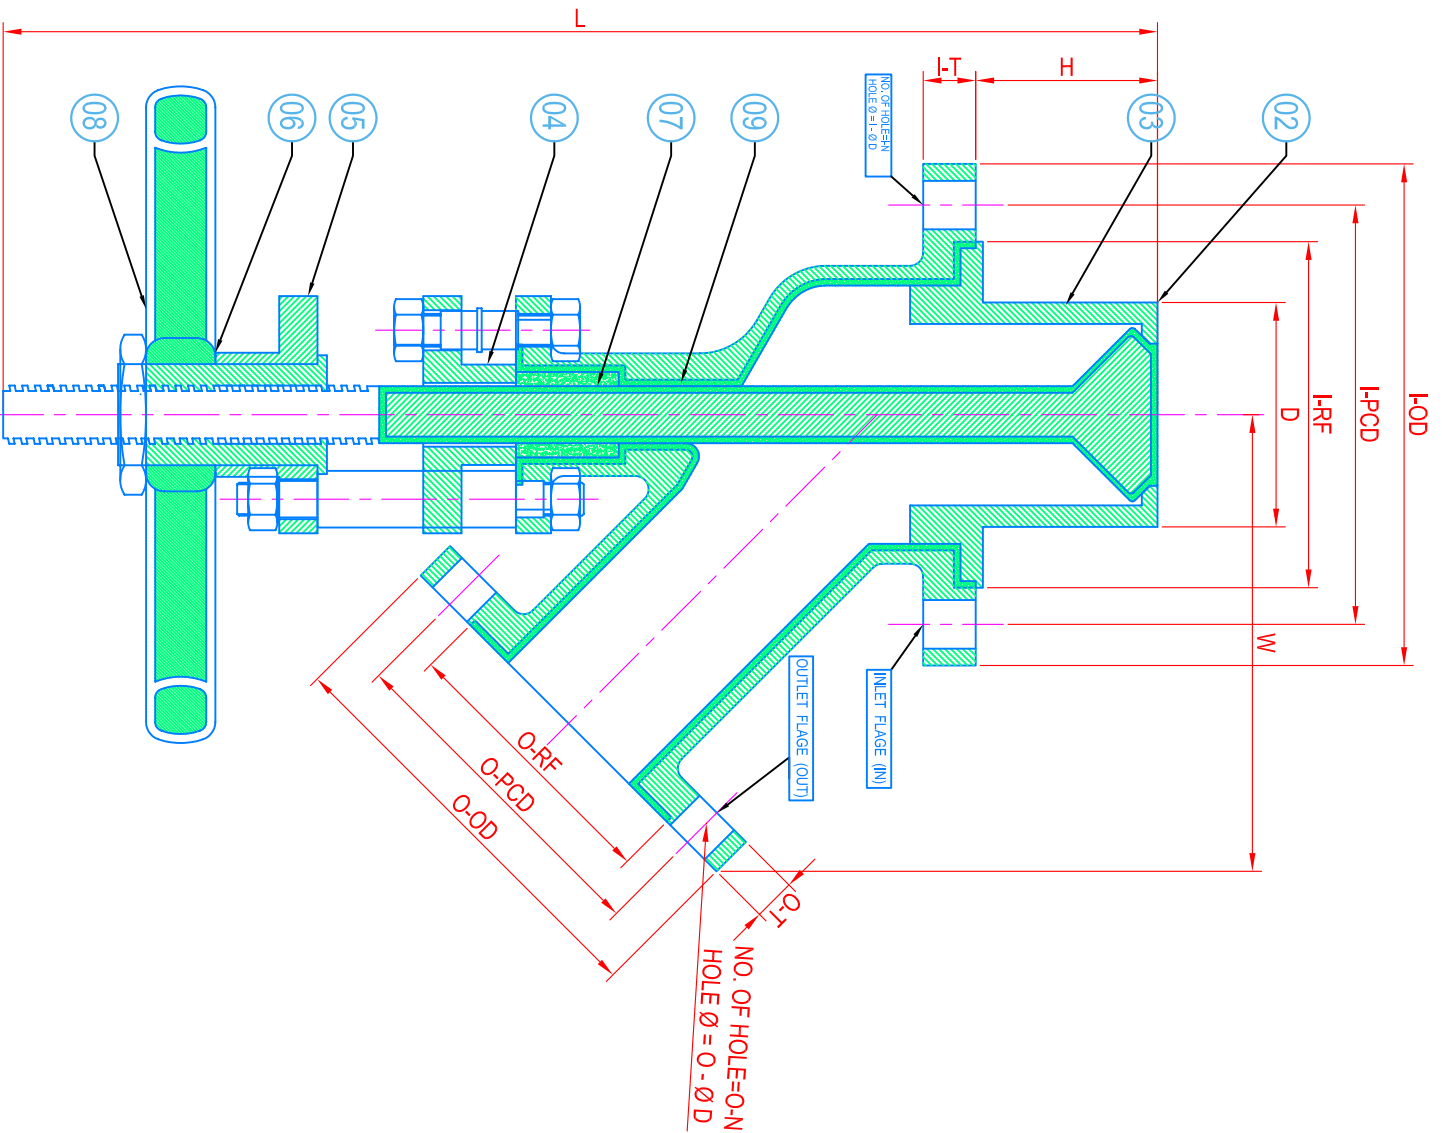 L
H
I-T
NO. OF HOLE=I-N
HOLE Ø = I - Ø D
08
06
05
04
07
09
03
02
I-OD
I-PCD
I-RF
D
W
INLET FLAGE (IN)
OUTLET FLAGE (OUT)
O-RF
O-PCD
O-OD
O-T
NO. OF HOLE=O-N
HOLE Ø = O - Ø D